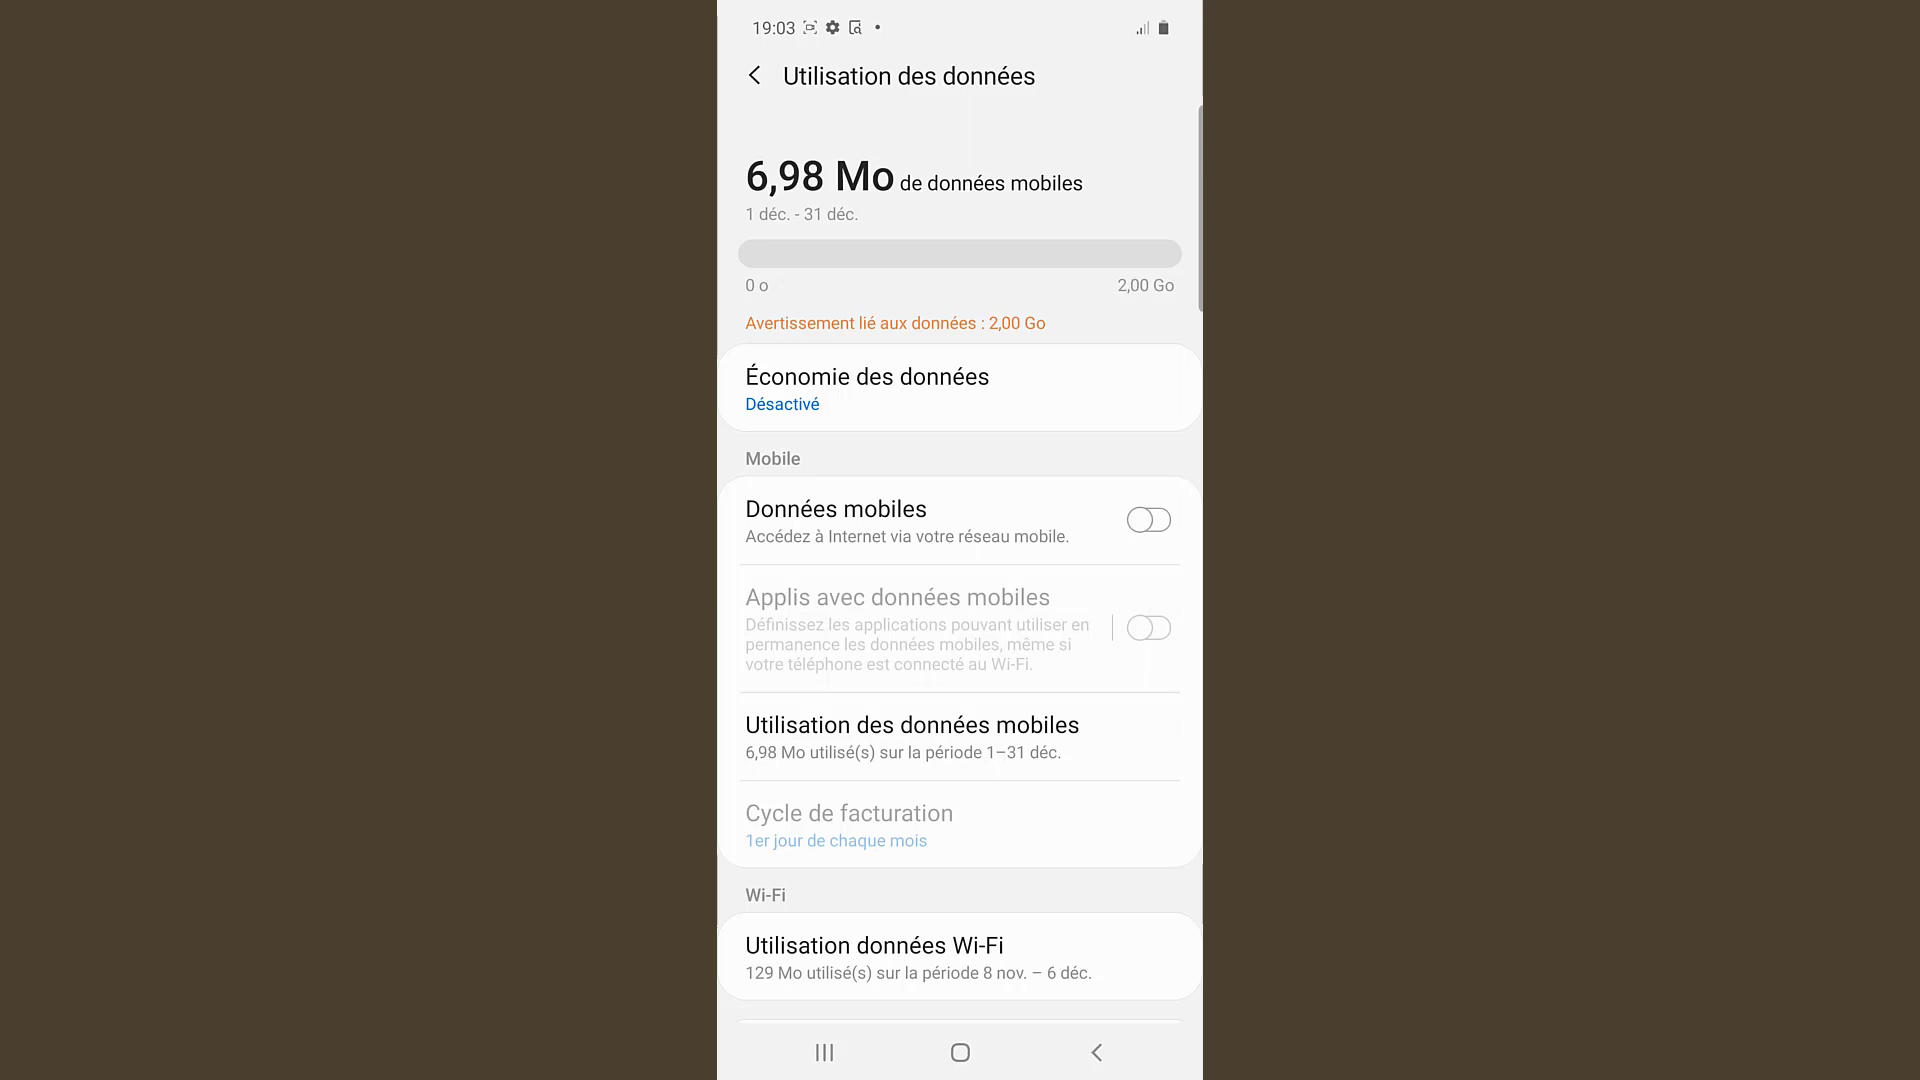 19:03
Utilisation des données
6,98 Mo de données mobiles
1 déc. - 31 déc.
0 o
2,00 Go
Avertissement lié aux données : 2,00 Go
Économie des données
Désactivé
Mobile
Données mobiles
Accédez à Internet via votre réseau mobile.
Applis avec données mobiles
Définissez les applications pouvant utiliser en
permanence les données mobiles, même si
votre téléphone est connecté au Wi-Fi.
Utilisation des données mobiles
6,98 Mo utilisé(s) sur la période 1–31 déc.
Cycle de facturation
1er jour de chaque mois
Wi-Fi
Utilisation données Wi-Fi
129 Mo utilisé(s) sur la période 8 nov. – 6 déc.